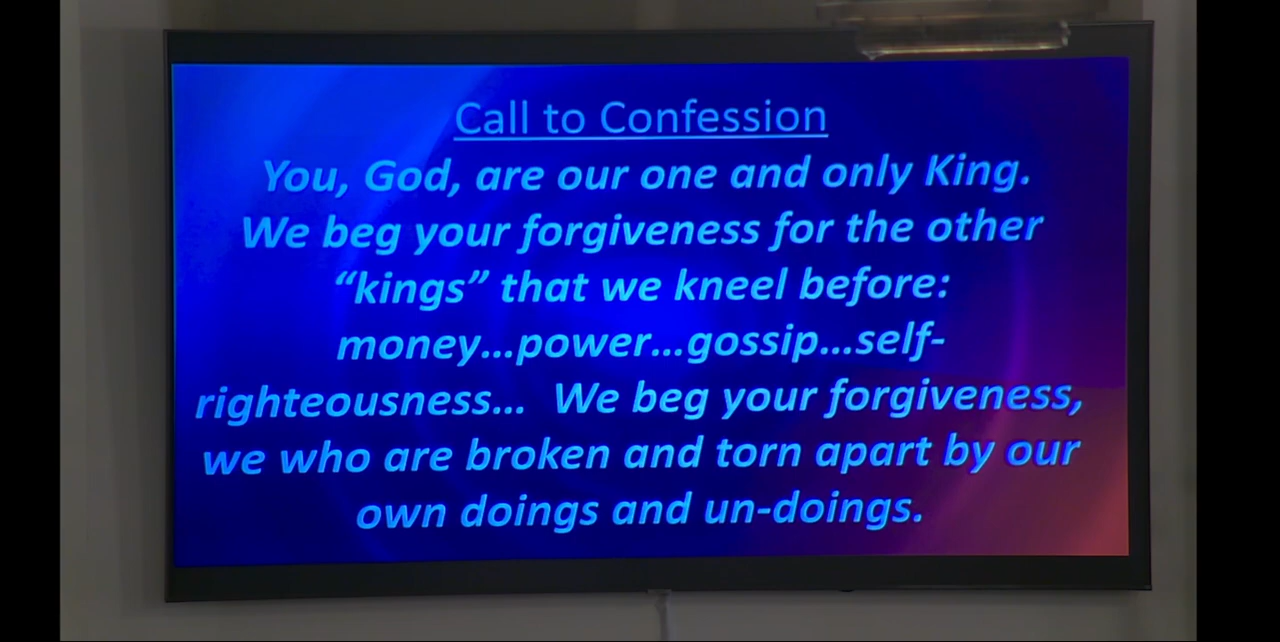 Call to Confession
You, God, are our one and only King.
We beg your forgiveness for the other
“kings” that we kneel before:
money...power...gossip...self-
righteousness... We beg your forgiveness,
we who are broken and torn apart by our
own doings and un-doings.